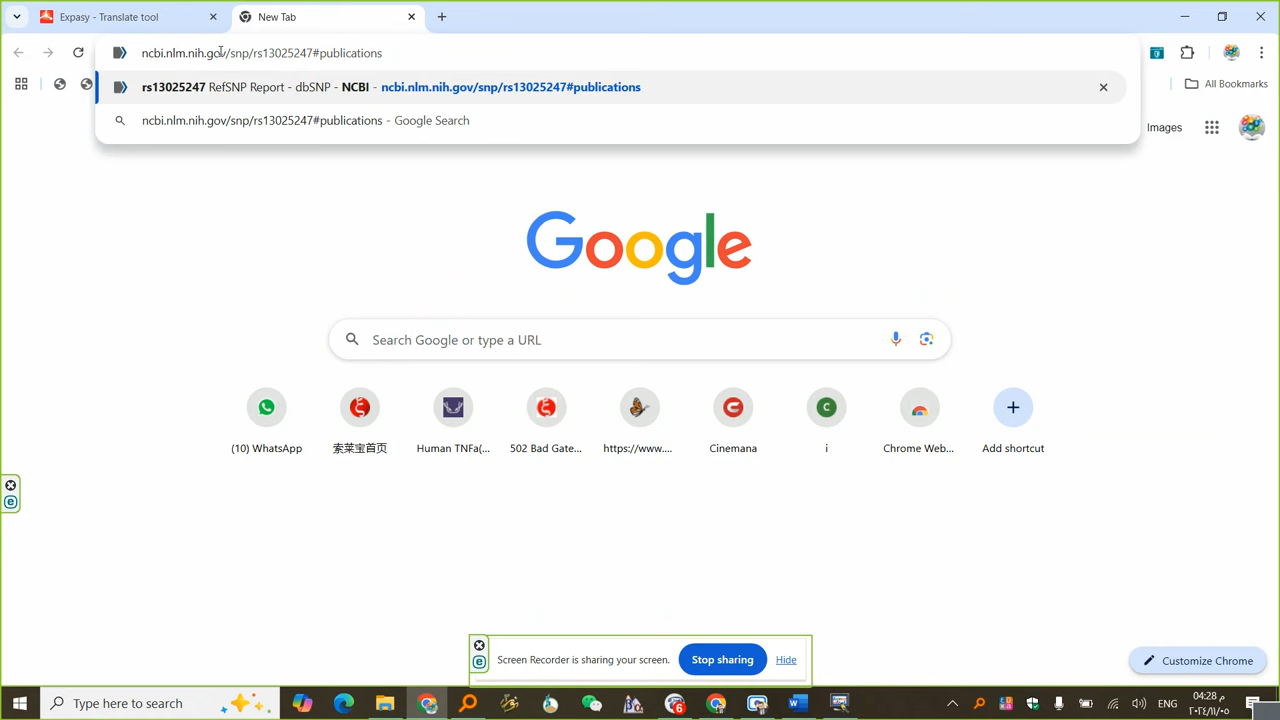 Expasy - Translate tool
New Tab
ncbi.nlm.nih.gov/snp/rs13025247#publications
rs13025247 RefSNP Report - dbSNP - NCBI - ncbi.nlm.nih.gov/snp/rs13025247#publications
ncbi.nlm.nih.gov/snp/rs13025247#publications - Google Search
All Bookmarks
Images
Google
Search Google or type a URL
(10) WhatsApp
索莱宝首页
Human TNFa(...
502 Bad Gate...
https://www....
Cinemana
i
Chrome Web...
Add shortcut
Screen Recorder is sharing your screen.
Stop sharing
Hide
Customize Chrome
Type here to search
ENG
04:28 م